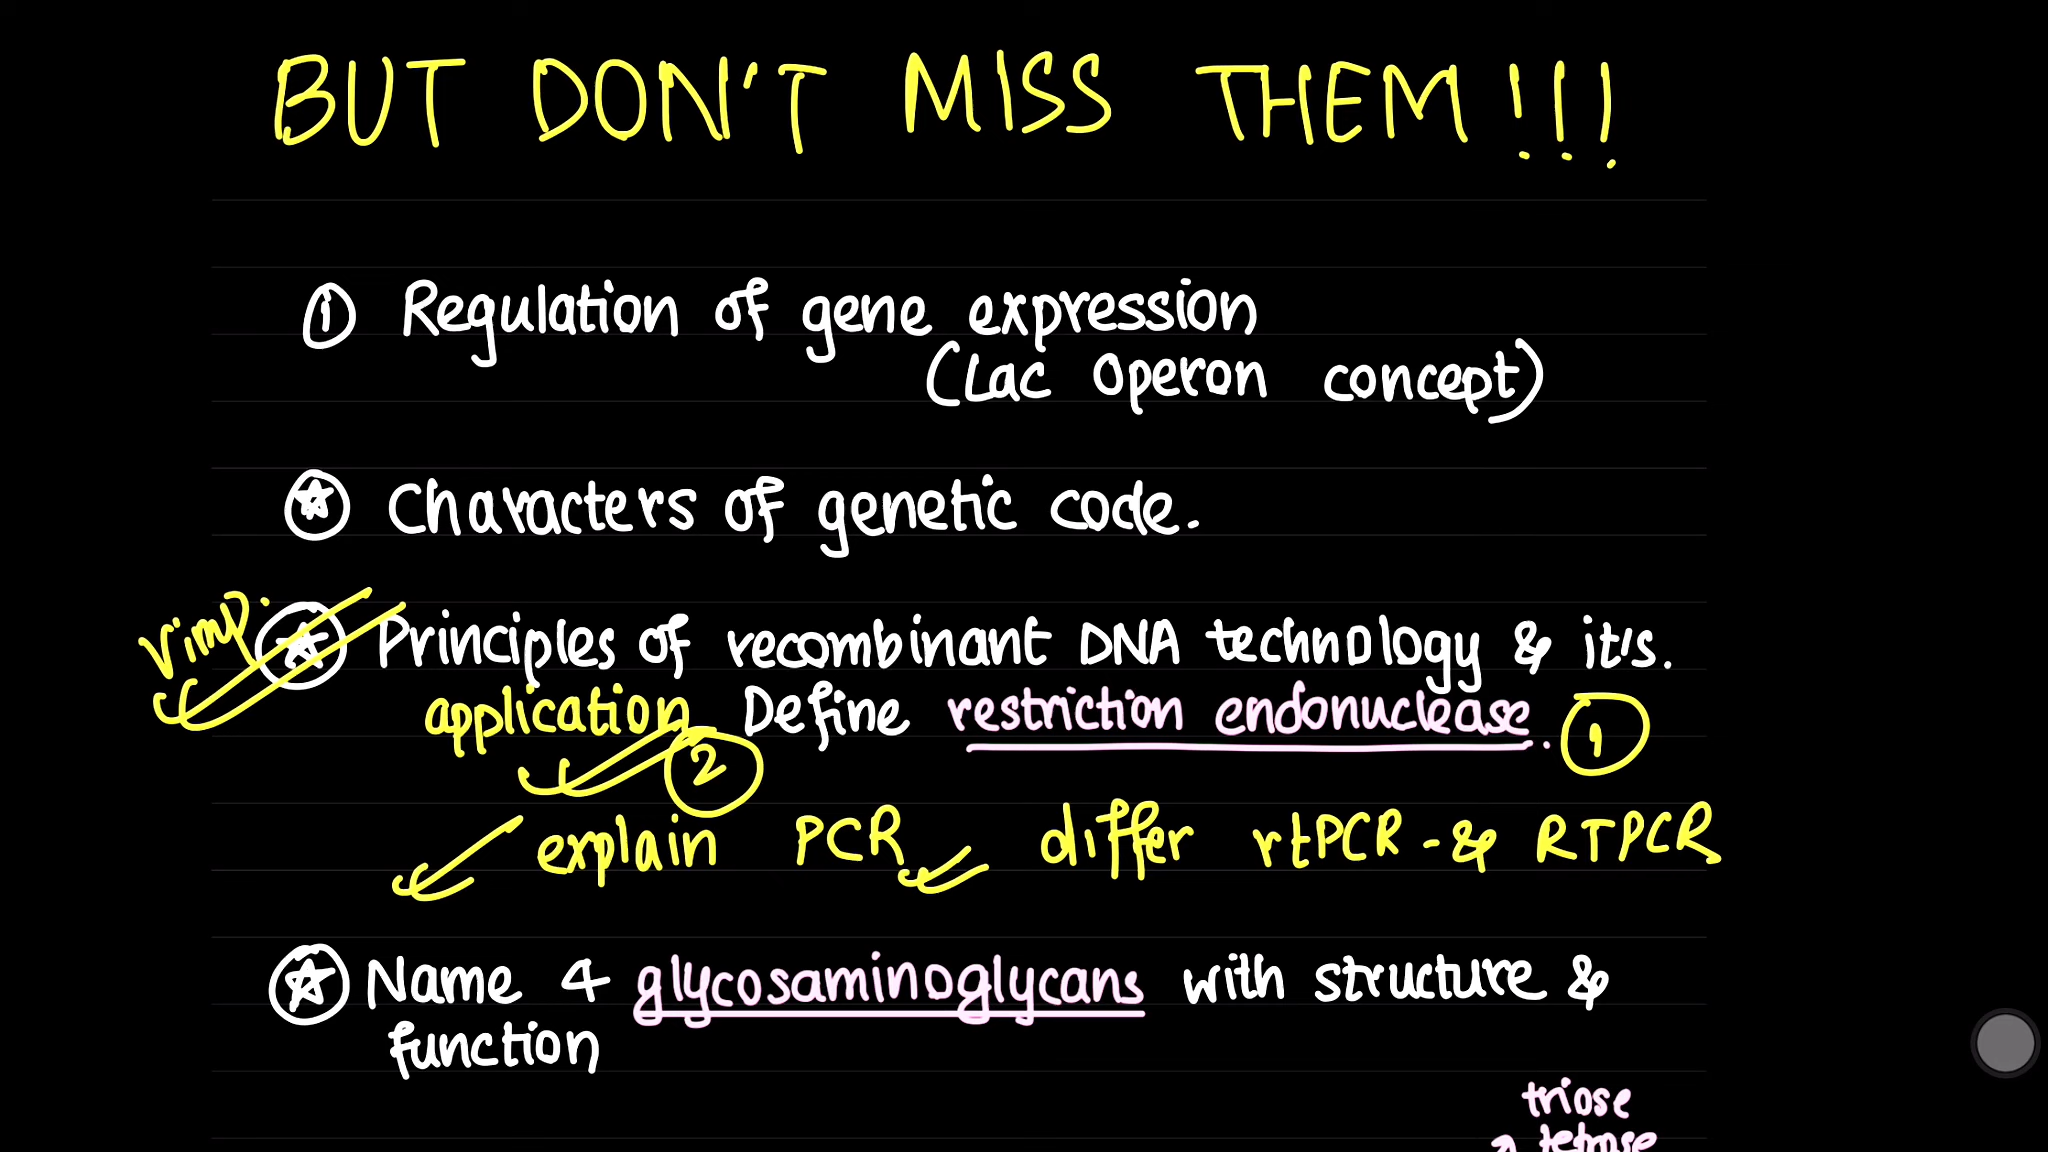 BUT DON'T MISS THEM!!!
① Regulation of gene expression
(Lac Operon concept)
Characters of genetic code.
V.imp.
Principles of recombinant DNA technology & it's.
application Define restriction endonuclease. ①
②
explain PCR differ rtPCR & RTPCR
Name 4 glycosaminoglycans with structure &
function
triose
tetrose